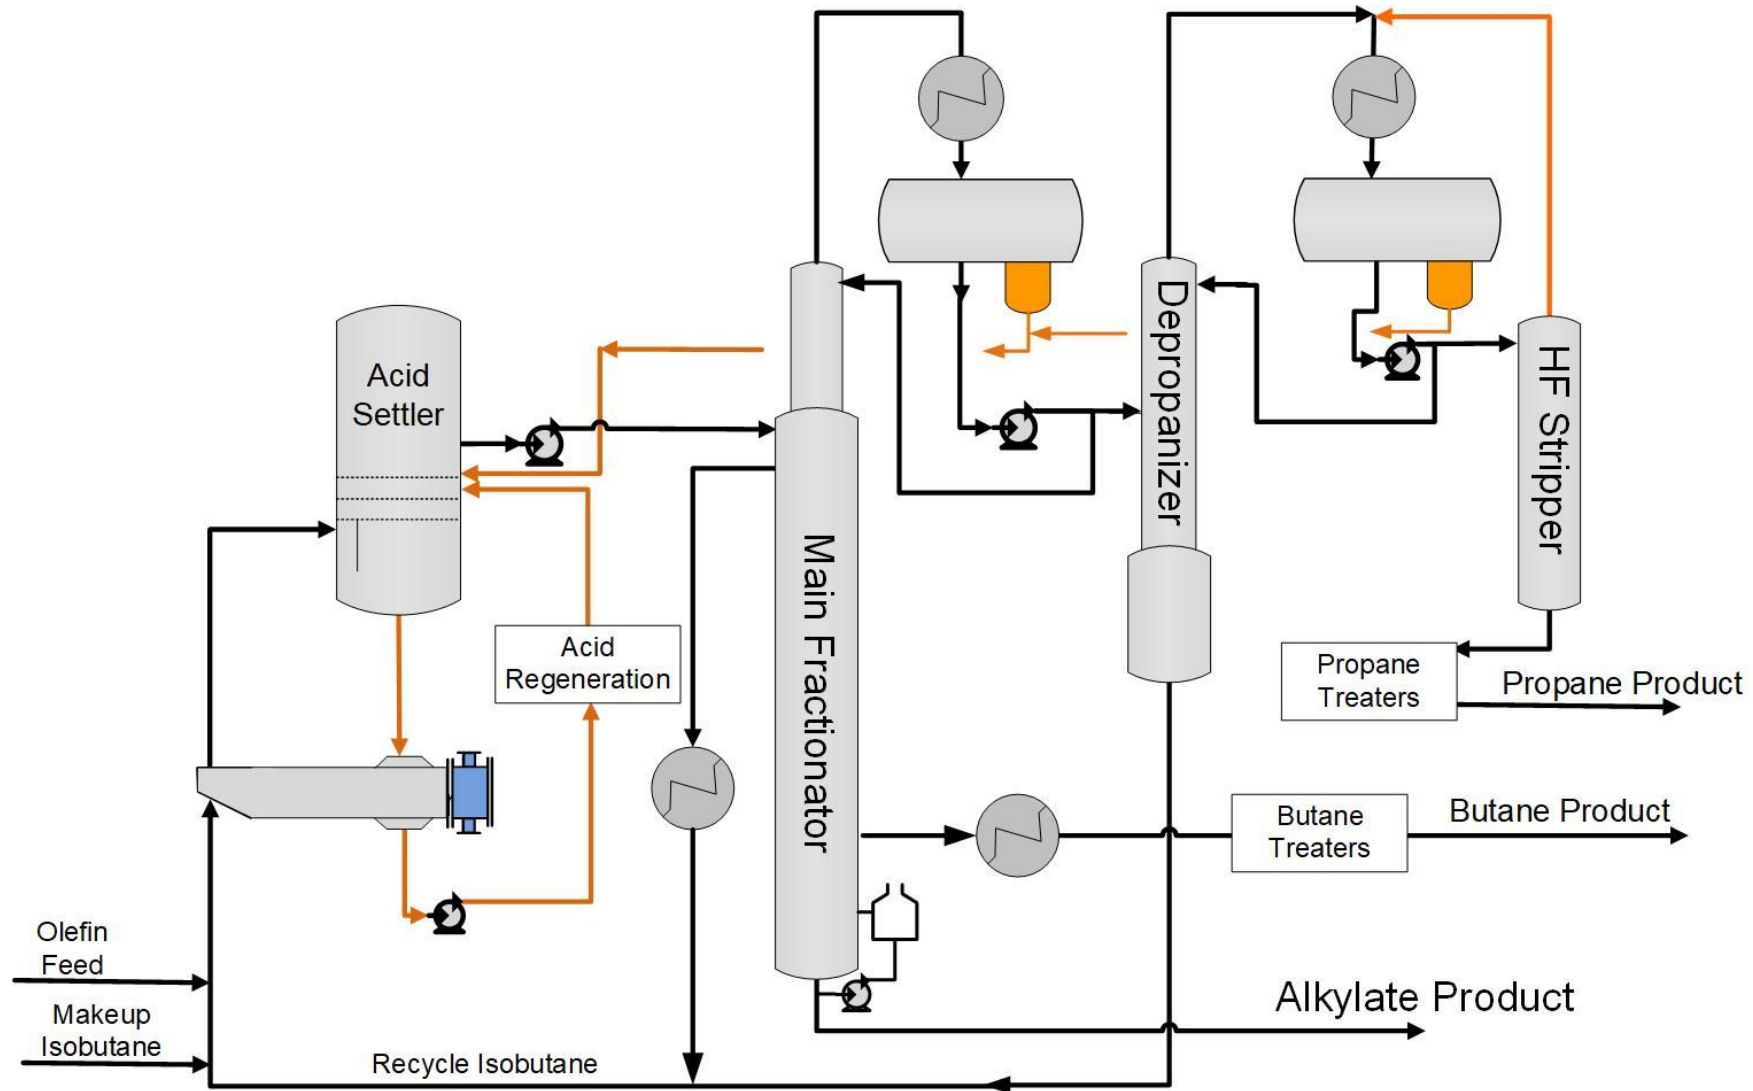 Acid
Settler
Acid
Regeneration
Main Fractionator
Depropanizer
HF Stripper
Propane
Treaters
Propane Product
Butane
Treaters
Butane Product
Olefin
Feed
Makeup
Isobutane
Recycle Isobutane
Alkylate Product